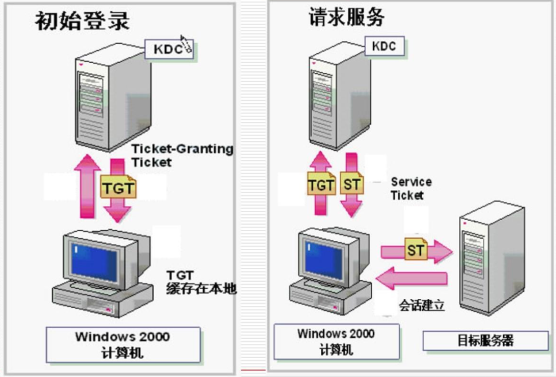 初始登录
KDC
Ticket-Granting
Ticket
TGT
TGT
缓存在本地
Windows 2000
计算机
请求服务
KDC
TGT
ST
Service
Ticket
ST
会话建立
Windows 2000
计算机
目标服务器